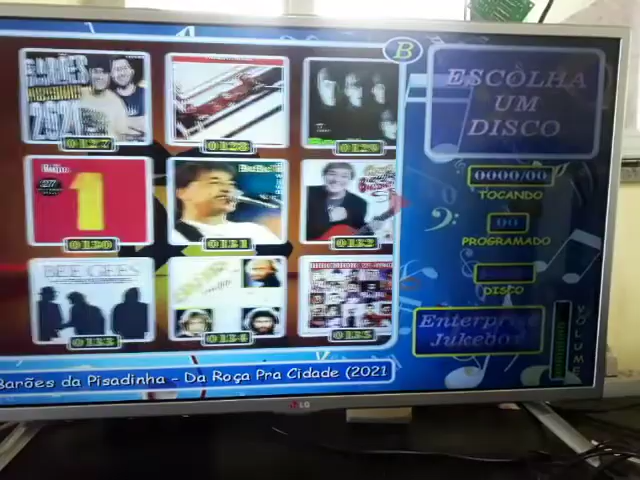 B
ESCOLHA
UM
DISCO
0127
0128
0129
0000/00
TOCANDO
1
0130
0131
0132
00
PROGRAMADO
BEE GEES
0133
0134
0135
DISCO
Enterprise
Jukebox
VOLUME
Barões da Pisadinha - Da Roça Pra Cidade (2021
LG